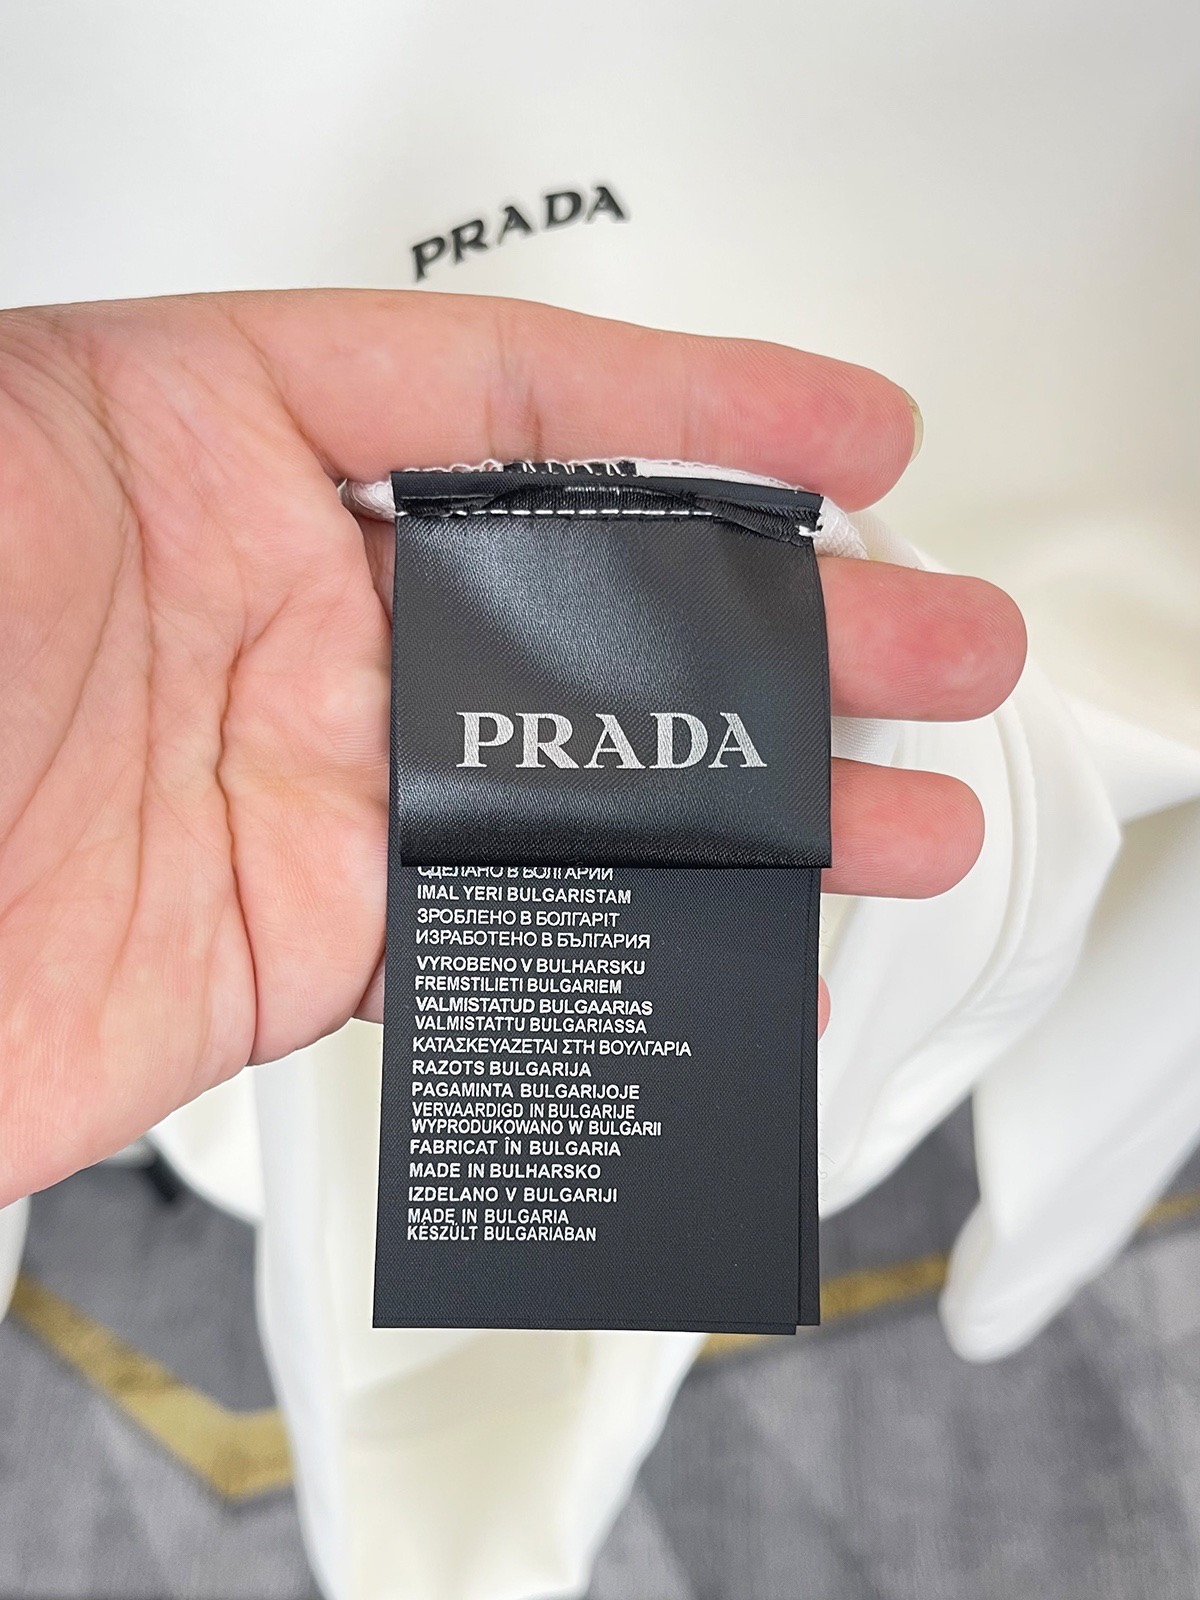 PRADA
PRADA
СДЕЛАНО В БОЛГАРИИ
IMAL YERI BULGARISTAM
ЗРОБЛЕНО В БОЛГАРІТ
ИЗРАБОТЕНО В БЪЛГАРИЯ
VYROBENO V BULHARSKU
FREMSTILIETI BULGARIEM
VALMISTATUD BULGAARIAS
VALMISTATTU BULGARIASSA
ΚΑΤΑΣΚΕΥΑΖΕΤΑΙ ΣΤΗ ΒΟΥΛΓΑΡΙΑ
RAZOTS BULGARIJA
PAGAMINTA BULGARIJOJE
VERVAARDIGD IN BULGARIJE
WYPRODUKOWANO W BUŁGARII
FABRICAT ÎN BULGARIA
MADE IN BULHARSKO
IZDELANO V BULGARIJI
MADE IN BULGARIA
KÉSZÜLT BULGARIABAN